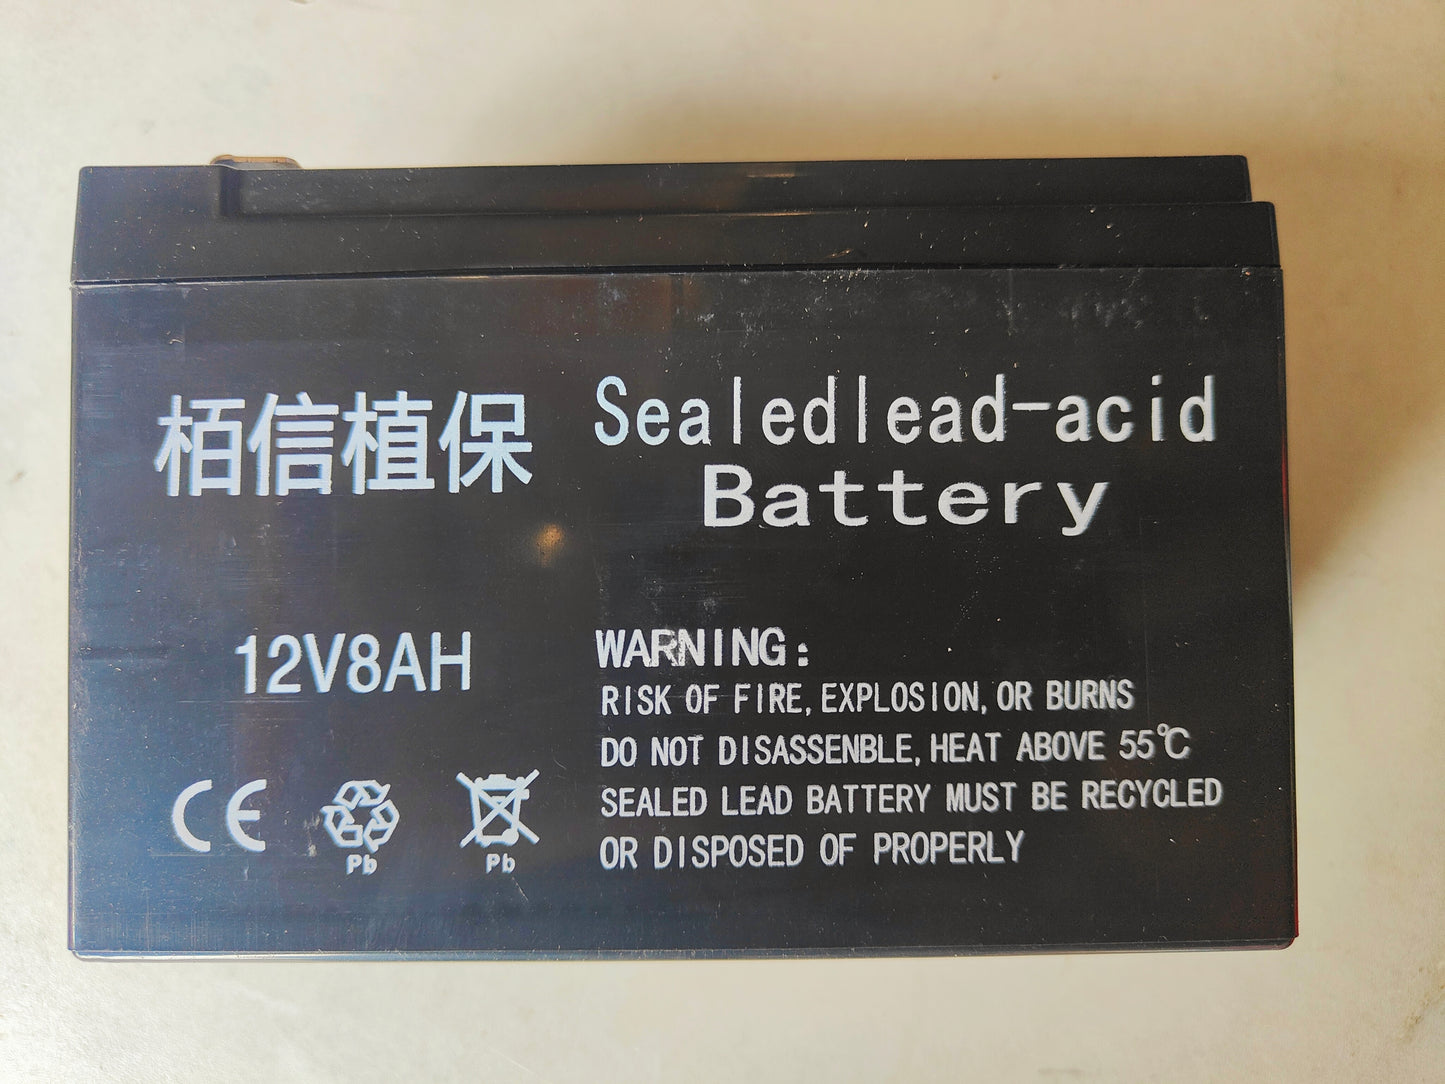 栢信植保
Sealedlead-acid
Battery
12V8AH
WARNING:
RISK OF FIRE, EXPLOSION, OR BURNS
DO NOT DISASSENBLE, HEAT ABOVE 55℃
SEALED LEAD BATTERY MUST BE RECYCLED
OR DISPOSED OF PROPERLY
CE
Pb
Pb